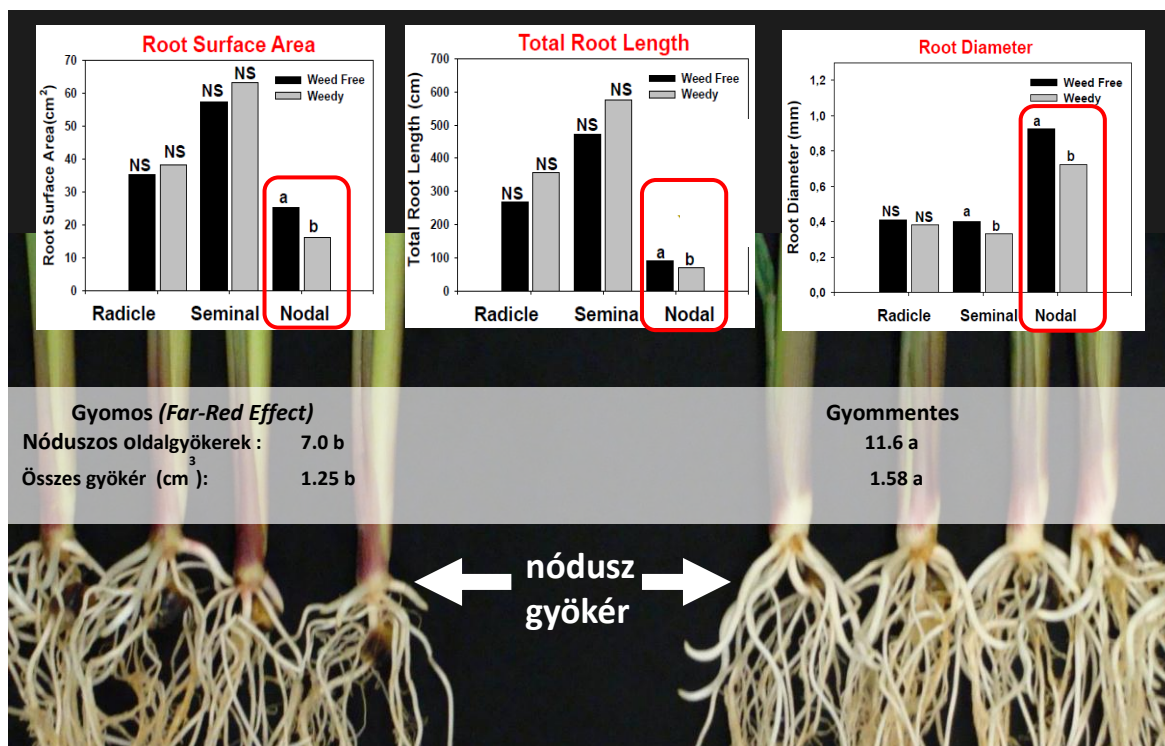 Root Surface Area
Root Surface Area(cm²)
70
60
50
40
30
20
10
0
Weed Free
Weedy
NS
NS
NS
NS
a
b
Radicle Seminal Nodal
Total Root Length
Total Root Length (cm)
700
600
500
400
300
200
100
0
Weed Free
Weedy
NS
NS
NS
NS
a
b
Radicle Seminal Nodal
Root Diameter
Root Diameter (mm)
1,2
1,0
0,8
0,6
0,4
0,2
0,0
Weed Free
Weedy
NS
NS
a
b
a
b
Radicle Seminal Nodal
Gyomos (Far-Red Effect)
Nóduszos oldalgyökerek : 7.0 b
Összes gyökér (cm³): 1.25 b
Gyommentes
11.6 a
1.58 a
nódusz
gyökér